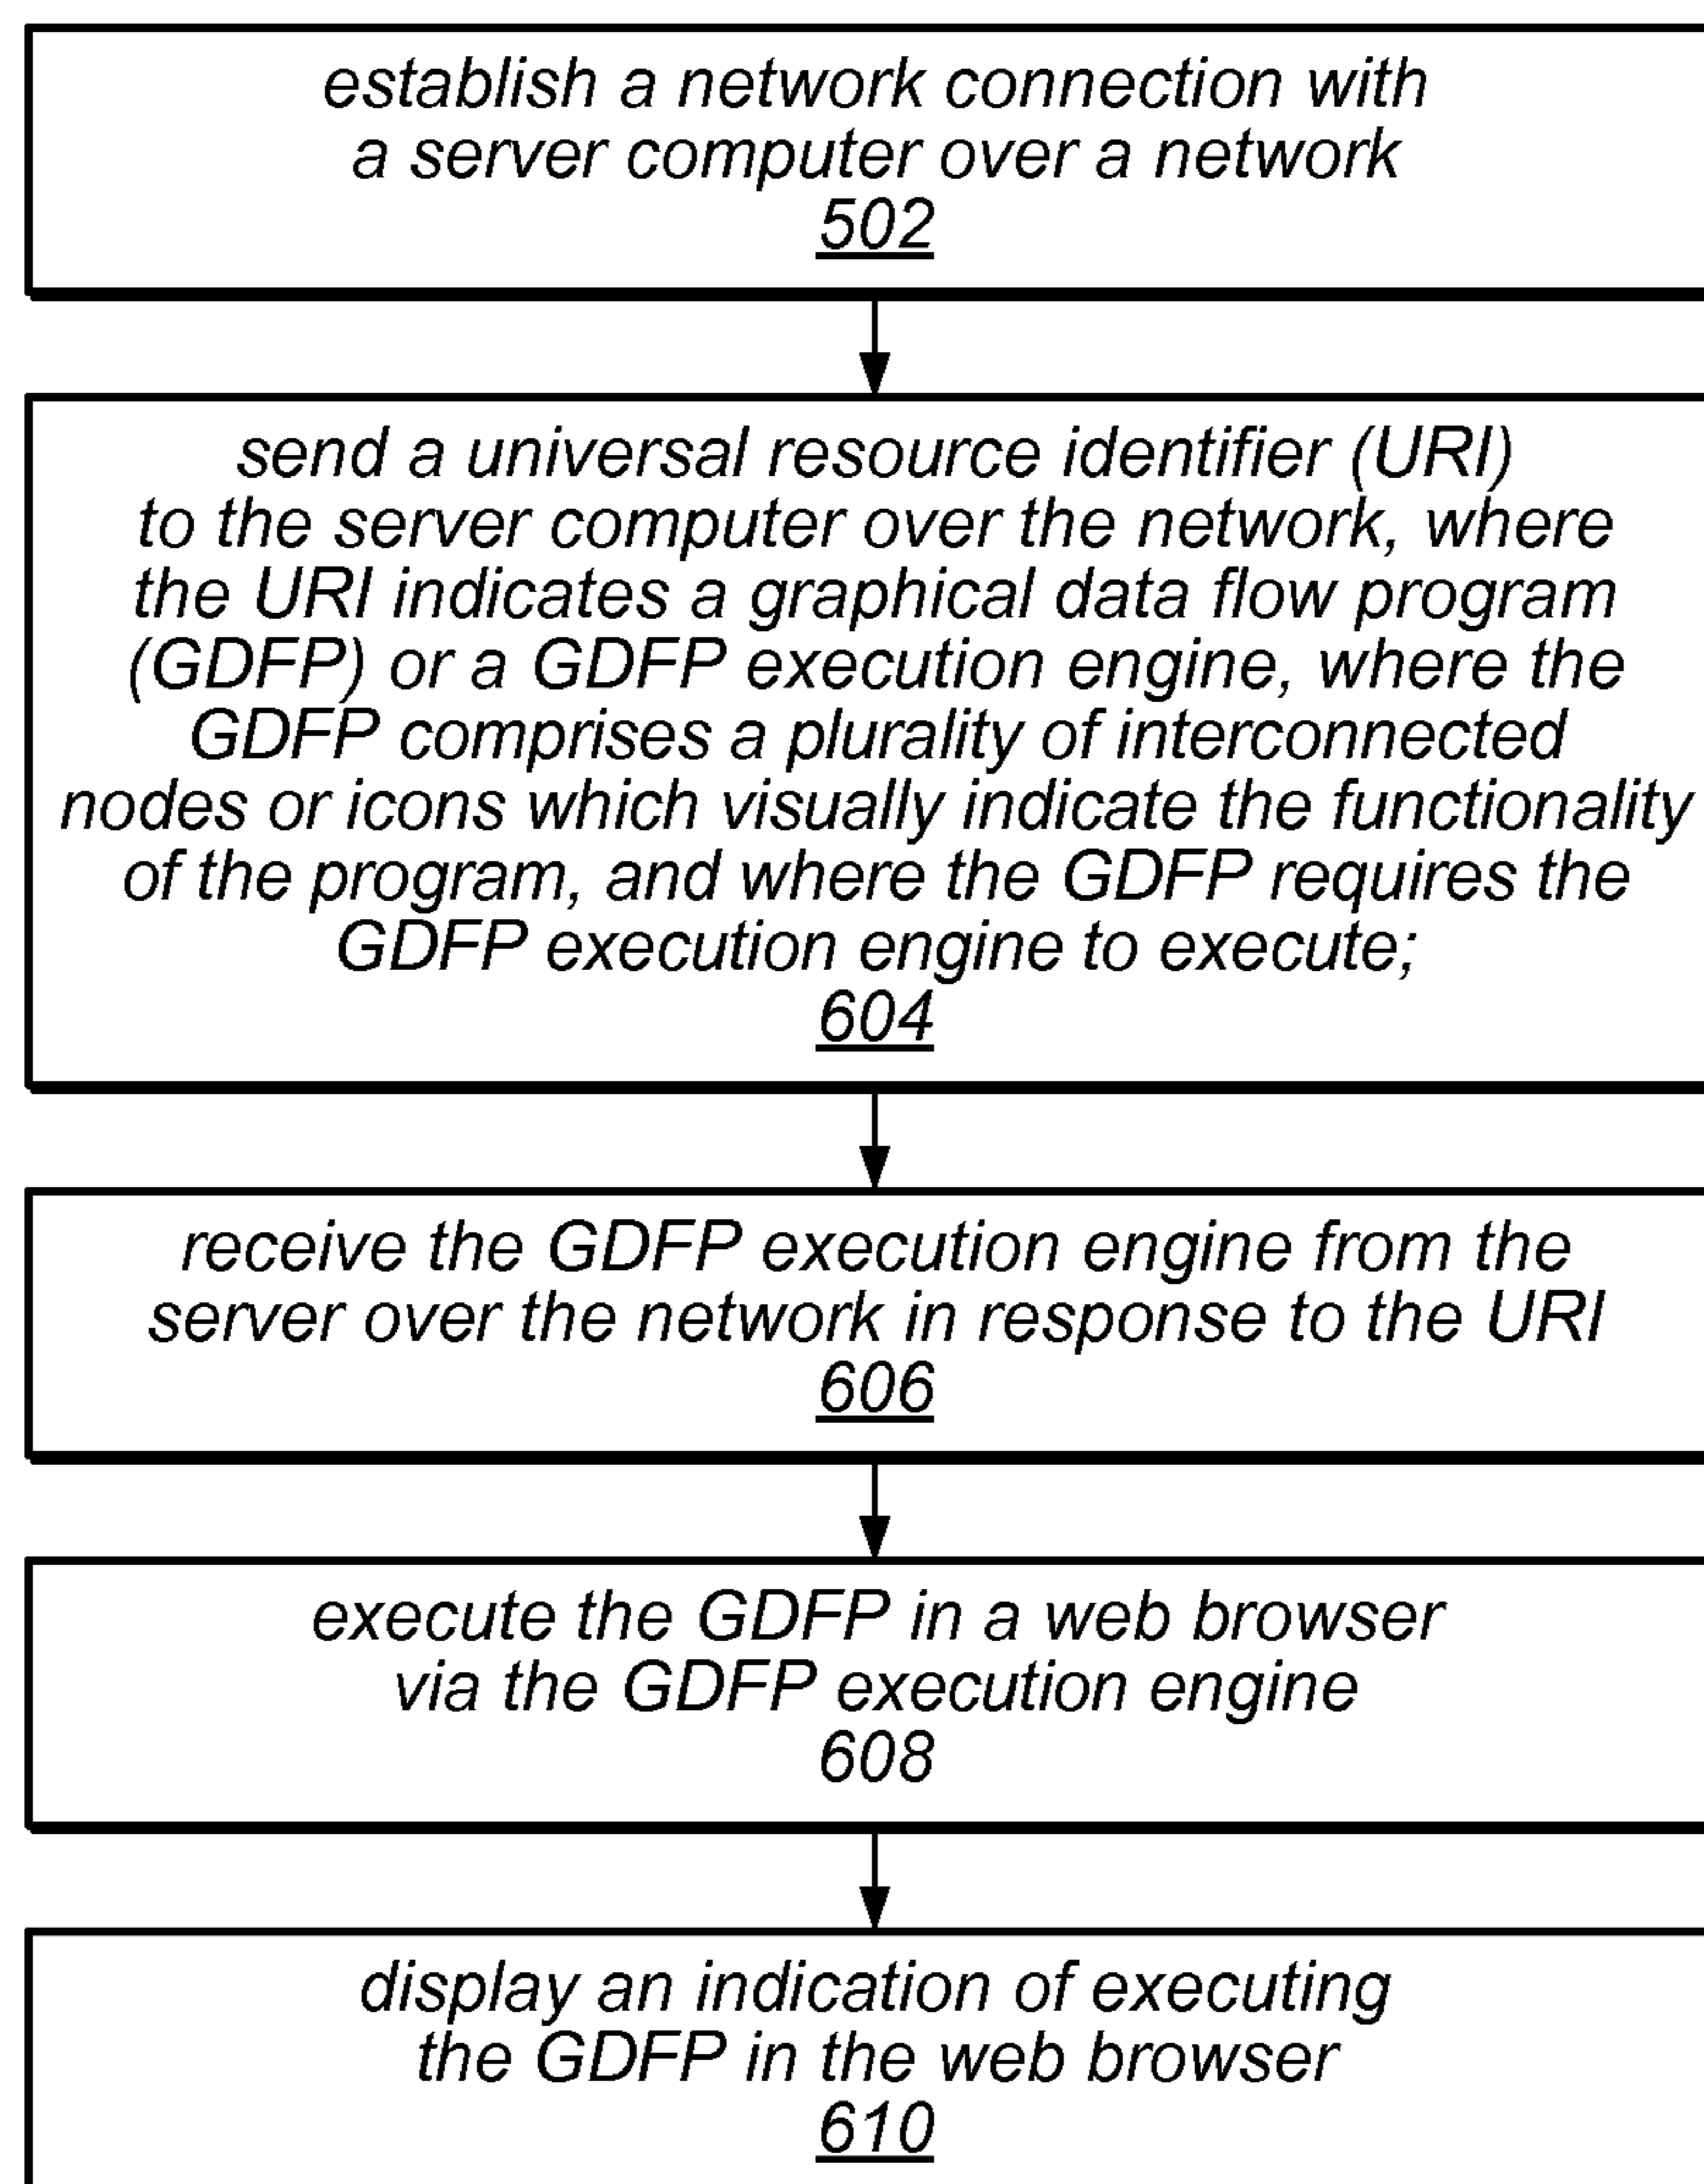 establish a network connection with
a server computer over a network
502
send a universal resource identifier (URI)
to the server computer over the network, where
the URI indicates a graphical data flow program
(GDFP) or a GDFP execution engine, where the
GDFP comprises a plurality of interconnected
nodes or icons which visually indicate the functionality
of the program, and where the GDFP requires the
GDFP execution engine to execute;
604
receive the GDFP execution engine from the
server over the network in response to the URI
606
execute the GDFP in a web browser
via the GDFP execution engine
608
display an indication of executing
the GDFP in the web browser
610